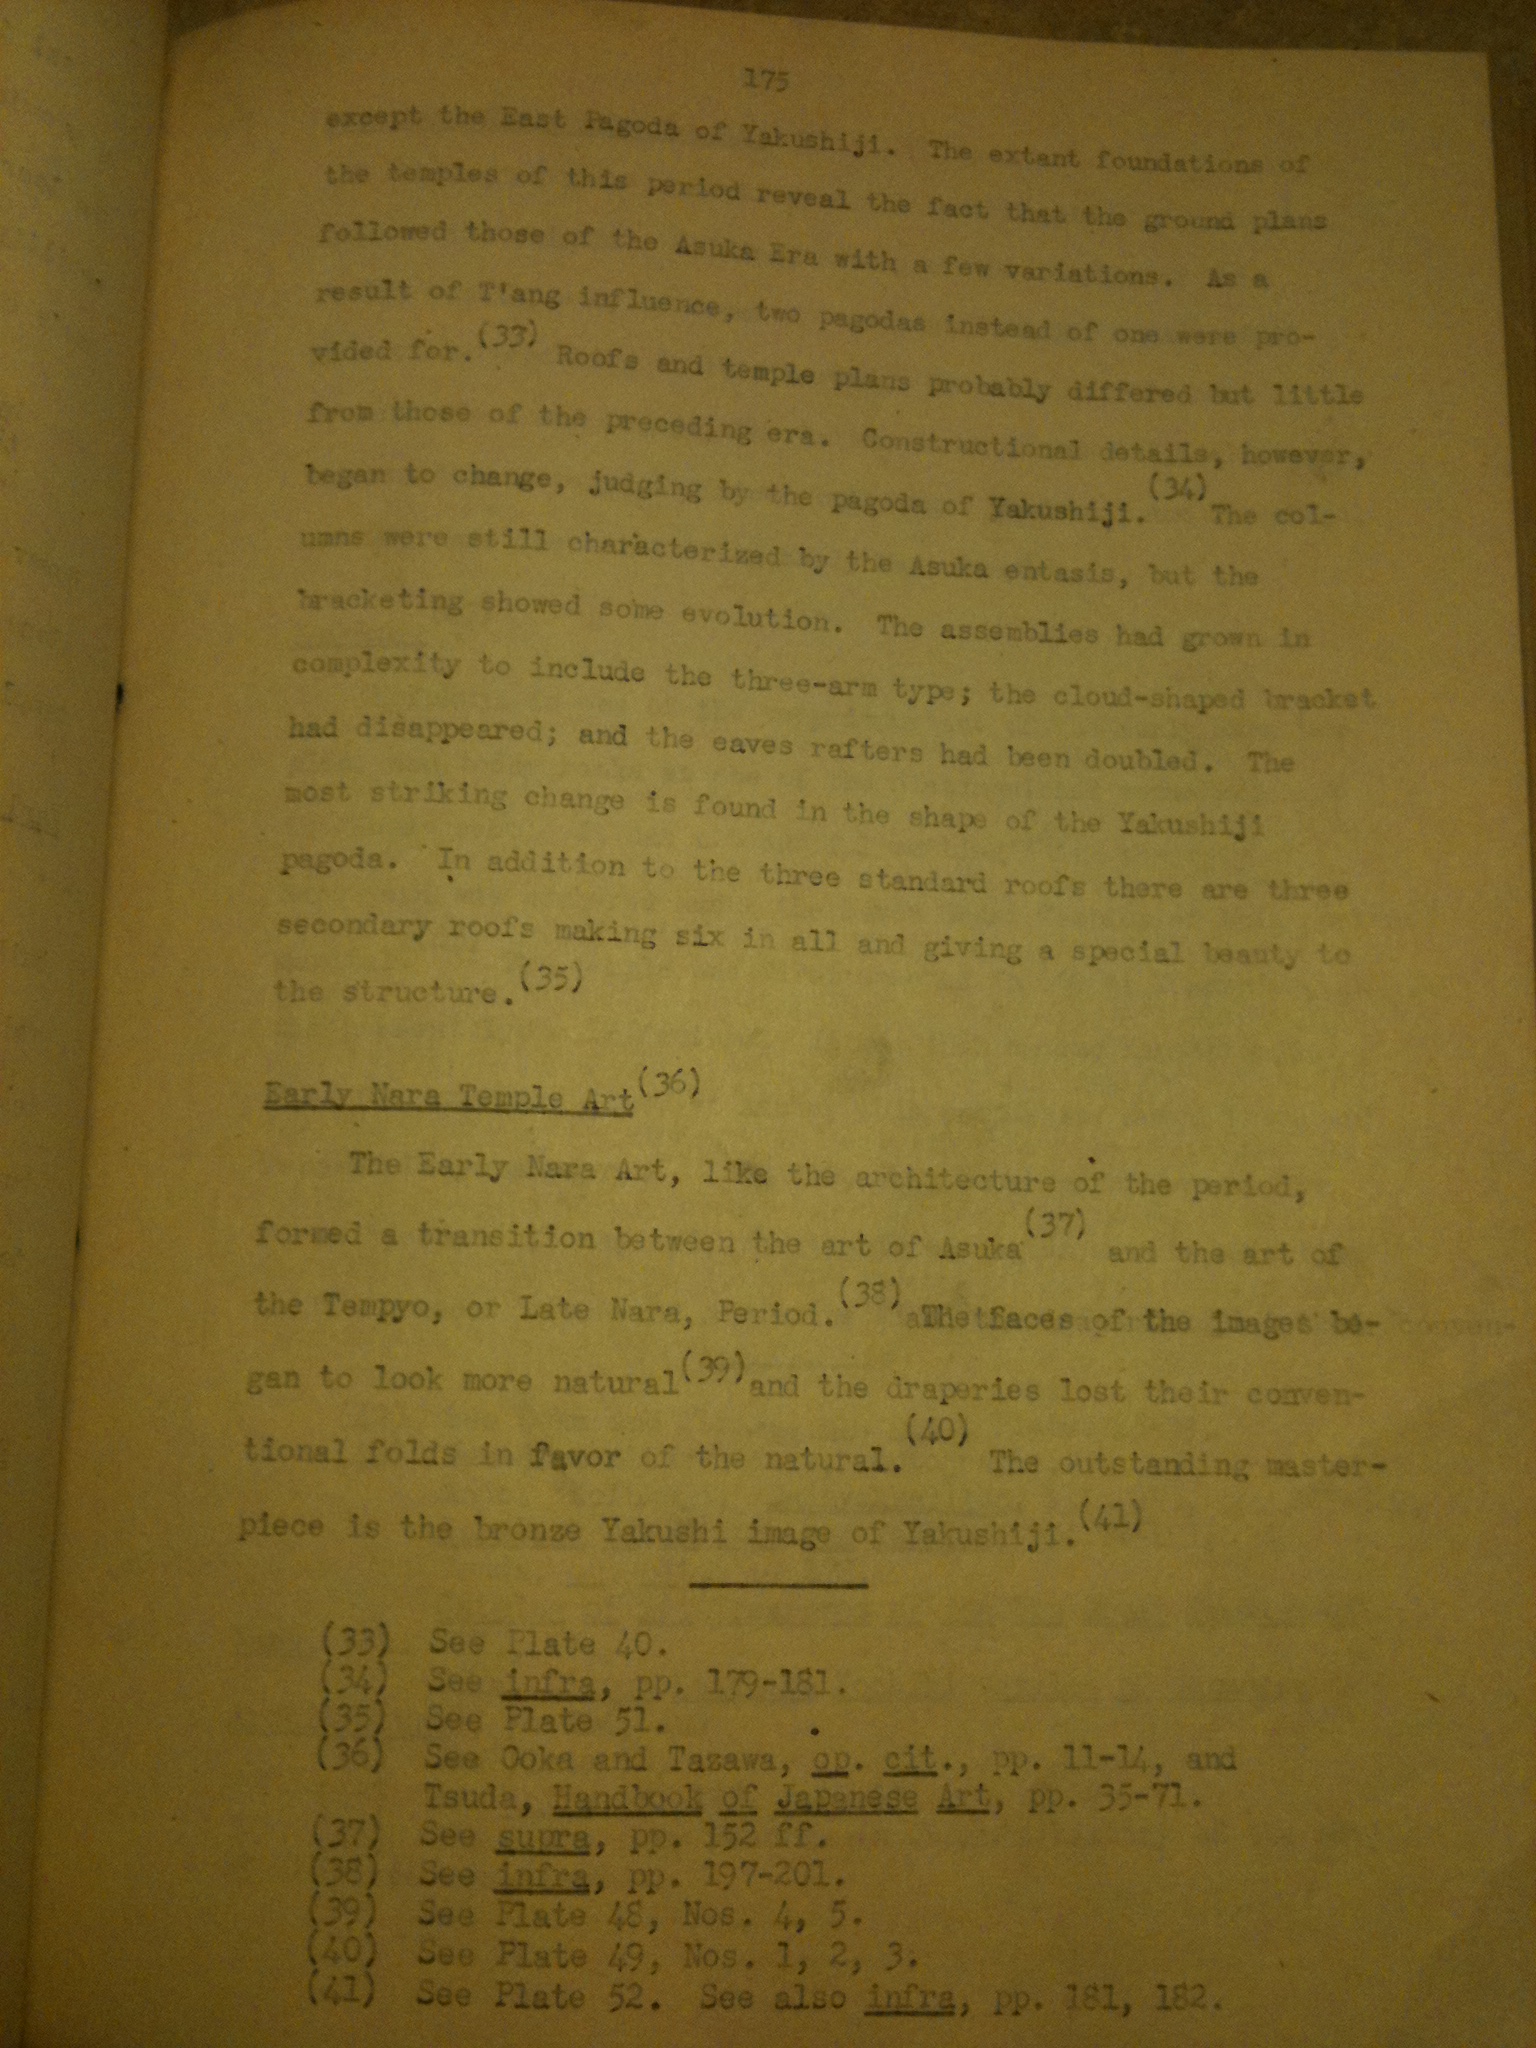 175
except the East Pagoda of Yakushiji. The extant foundations of
the temples of this period reveal the fact that the ground plans
followed those of the Asuka Era with a few variations. As a
result of T'ang influence, two pagodas instead of one were pro-
vided for.(33) Roofs and temple plans probably differed but little
from those of the preceding era. Constructional details, however,
began to change, judging by the pagoda of Yakushiji.(34) The col-
umns were still characterized by the Asuka entasis, but the
bracketing showed some evolution. The assemblies had grown in
complexity to include the three-arm type; the cloud-shaped bracket
had disappeared; and the eaves rafters had been doubled. The
most striking change is found in the shape of the Yakushiji
pagoda. In addition to the three standard roofs there are three
secondary roofs making six in all and giving a special beauty to
the structure.(35)
Early Nara Temple Art(36)
The Early Nara Art, like the architecture of the period,
formed a transition between the art of Asuka(37) and the art of
the Tempyo, or Late Nara, Period.(38) The faces of the images be-
gan to look more natural(39) and the draperies lost their conven-
tional folds in favor of the natural.(40) The outstanding master-
piece is the bronze Yakushi image of Yakushiji.(41)
(33) See Plate 40.
(34) See infra, pp. 179-181.
(35) See Plate 51.
(36) See Ooka and Tazawa, op. cit., pp. 11-14, and
Tsuda, Handbook of Japanese Art, pp. 35-71.
(37) See supra, pp. 152 ff.
(38) See infra, pp. 197-201.
(39) See Plate 48, Nos. 4, 5.
(40) See Plate 49, Nos. 1, 2, 3.
(41) See Plate 52. See also infra, pp. 181, 182.